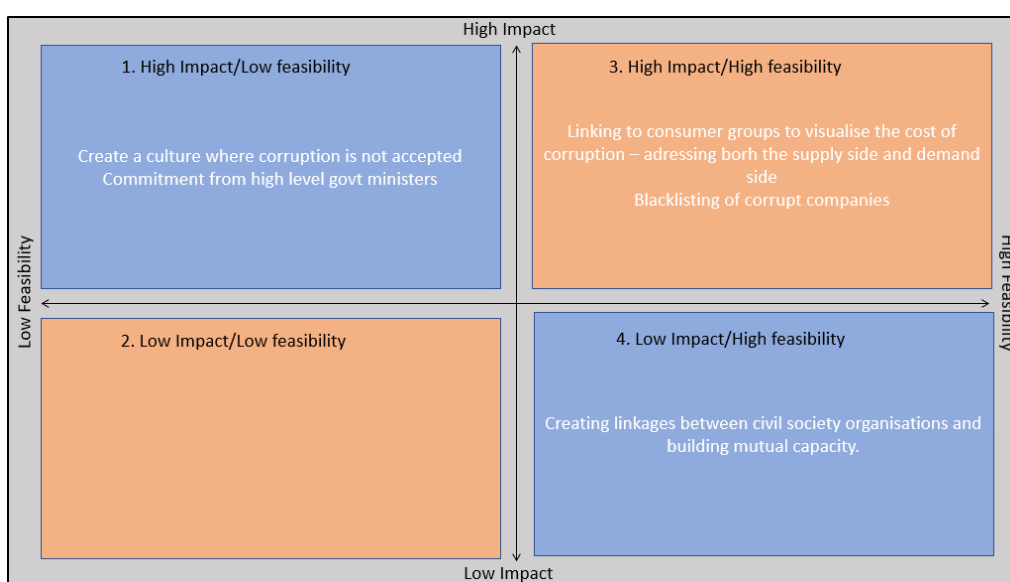 High Impact
1. High Impact/Low feasibility
Create a culture where corruption is not accepted
Commitment from high level govt ministers
3. High Impact/High feasibility
Linking to consumer groups to visualise the cost of
corruption – adressing borh the supply side and demand
side
Blacklisting of corrupt companies
Low Feasibility
High Feasibility
2. Low Impact/Low feasibility
4. Low Impact/High feasibility
Creating linkages between civil society organisations and
building mutual capacity.
Low Impact